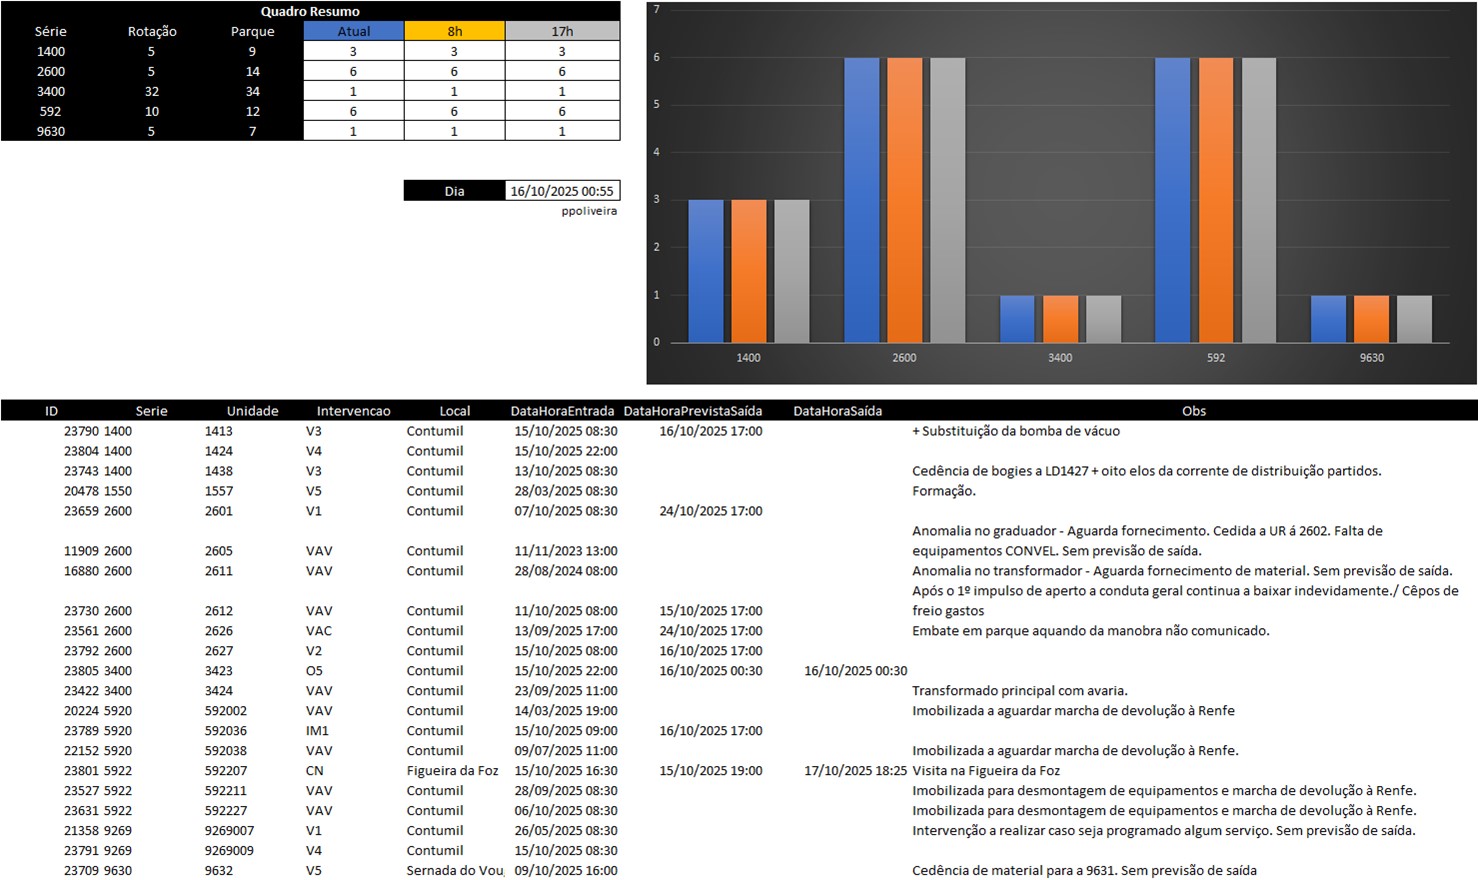 Quadro Resumo
Série Rotação Parque Atual 8h 17h
1400 5 9 3 3 3
2600 5 14 6 6 6
3400 32 34 1 1 1
592 10 12 6 6 6
9630 5 7 1 1 1
Dia 16/10/2025 00:55
ppoliveira
7
6
5
4
3
2
1
0
1400 2600 3400 592 9630
ID Serie Unidade Intervencao Local DataHoraEntrada DataHoraPrevistaSaída DataHoraSaída Obs
23790 1400 1413 V3 Contumil 15/10/2025 08:30 16/10/2025 17:00 + Substituição da bomba de vácuo
23804 1400 1424 V4 Contumil 15/10/2025 22:00
23743 1400 1438 V3 Contumil 13/10/2025 08:30 Cedência de bogies a LD1427 + oito elos da corrente de distribuição partidos.
20478 1550 1557 V5 Contumil 28/03/2025 08:30 Formação.
23659 2600 2601 V1 Contumil 07/10/2025 08:30 24/10/2025 17:00
Anomalia no graduador - Aguarda fornecimento. Cedida a UR á 2602. Falta de
11909 2600 2605 VAV Contumil 11/11/2023 13:00 equipamentos CONVEL. Sem previsão de saída.
16880 2600 2611 VAV Contumil 28/08/2024 08:00 Anomalia no transformador - Aguarda fornecimento de material. Sem previsão de saída.
Após o 1º impulso de aperto a conduta geral continua a baixar indevidamente./ Cêpos de
23730 2600 2612 VAV Contumil 11/10/2025 08:00 15/10/2025 17:00 freio gastos
23561 2600 2626 VAC Contumil 13/09/2025 17:00 24/10/2025 17:00 Embate em parque aquando da manobra não comunicado.
23792 2600 2627 V2 Contumil 15/10/2025 08:00 16/10/2025 17:00
23805 3400 3423 O5 Contumil 15/10/2025 22:00 16/10/2025 00:30 16/10/2025 00:30
23422 3400 3424 VAV Contumil 23/09/2025 11:00 Transformado principal com avaria.
20224 5920 592002 VAV Contumil 14/03/2025 19:00 Imobilizada a aguardar marcha de devolução à Renfe
23789 5920 592036 IM1 Contumil 15/10/2025 09:00 16/10/2025 17:00
22152 5920 592038 VAV Contumil 09/07/2025 11:00 Imobilizada a aguardar marcha de devolução à Renfe.
23801 5922 592207 CN Figueira da Foz 15/10/2025 16:30 15/10/2025 19:00 17/10/2025 18:25 Visita na Figueira da Foz
23527 5922 592211 VAV Contumil 28/09/2025 08:30 Imobilizada para desmontagem de equipamentos e marcha de devolução à Renfe.
23631 5922 592227 VAV Contumil 06/10/2025 08:30 Imobilizada para desmontagem de equipamentos e marcha de devolução à Renfe.
21358 9269 9269007 V1 Contumil 26/05/2025 08:30 Intervenção a realizar caso seja programado algum serviço. Sem previsão de saída.
23791 9269 9269009 V4 Contumil 15/10/2025 08:30
23709 9630 9632 V5 Sernada do Vou 09/10/2025 16:00 Cedência de material para a 9631. Sem previsão de saída